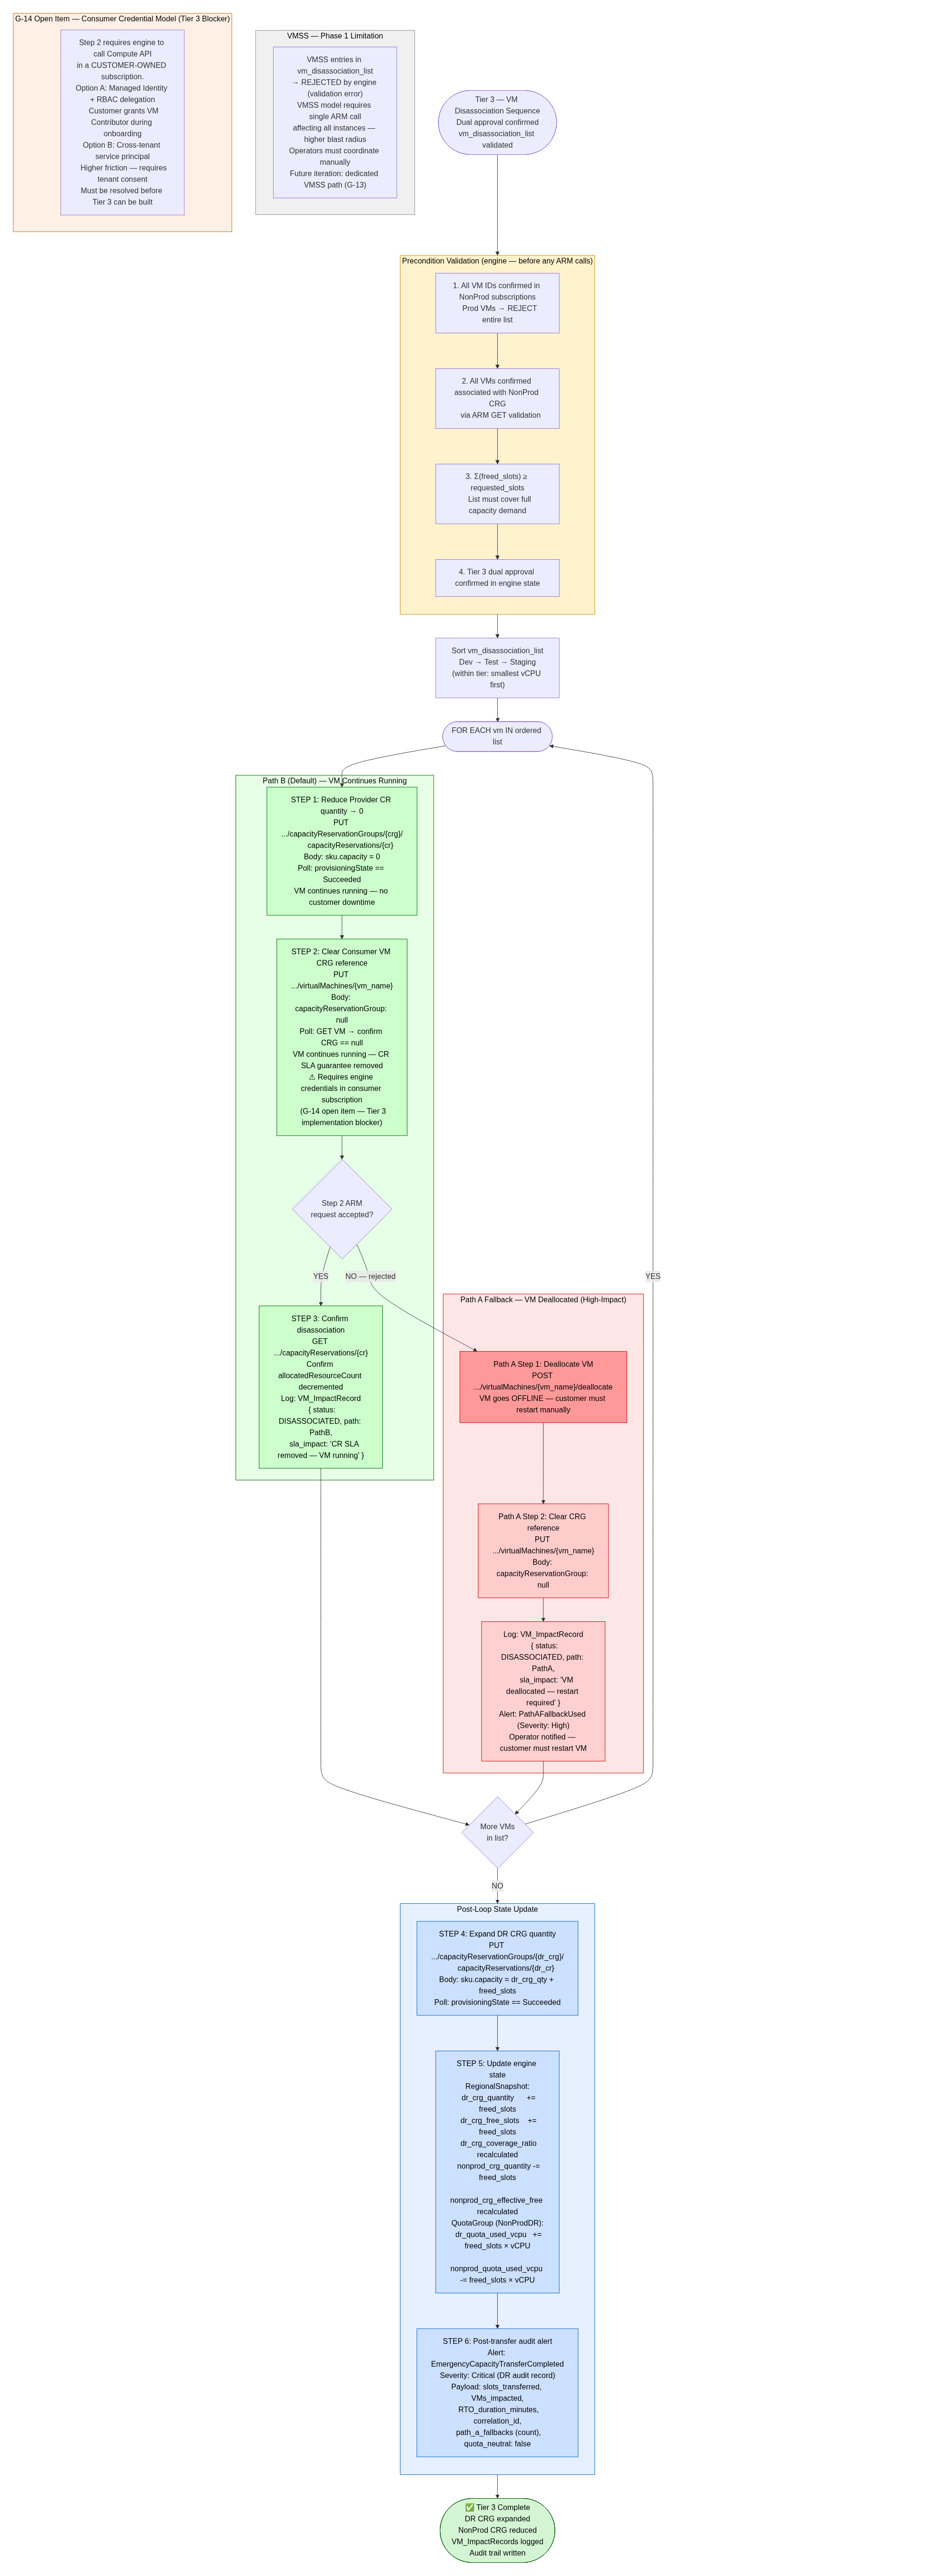 G-14 Open Item — Consumer Credential Model (Tier 3 Blocker)
Step 2 requires engine to
call Compute API
in a CUSTOMER-OWNED
subscription.
Option A: Managed Identity
+ RBAC delegation
Customer grants VM
Contributor during
onboarding
Option B: Cross-tenant
service principal
Higher friction — requires
tenant consent
Must be resolved before
Tier 3 can be built
VMSS — Phase 1 Limitation
VMSS entries in
vm_disassociation_list
→ REJECTED by engine
(validation error)
VMSS model requires
single ARM call
affecting all instances —
higher blast radius
Operators must coordinate
manually
Future iteration: dedicated
VMSS path (G-13)
Tier 3 — VM
Disassociation Sequence
Dual approval confirmed
vm_disassociation_list
validated
Precondition Validation (engine — before any ARM calls)
1. All VM IDs confirmed in
NonProd subscriptions
Prod VMs → REJECT
entire list
2. All VMs confirmed
associated with NonProd
CRG
via ARM GET validation
3. Σ(freed_slots) ≥
requested_slots
List must cover full
capacity demand
4. Tier 3 dual approval
confirmed in engine state
Sort vm_disassociation_list
Dev → Test → Staging
(within tier: smallest vCPU
first)
FOR EACH vm IN ordered
list
Path B (Default) — VM Continues Running
STEP 1: Reduce Provider CR
quantity → 0
PUT
.../capacityReservationGroups/{crg}/
capacityReservations/{cr}
Body: sku.capacity = 0
Poll: provisioningState ==
Succeeded
VM continues running — no
customer downtime
STEP 2: Clear Consumer VM
CRG reference
PUT
.../virtualMachines/{vm_name}
Body:
capacityReservationGroup:
null
Poll: GET VM → confirm
CRG == null
VM continues running — CR
SLA guarantee removed
⚠ Requires engine
credentials in consumer
subscription
(G-14 open item — Tier 3
implementation blocker)
Step 2 ARM
request accepted?
YES
NO — rejected
YES
STEP 3: Confirm
disassociation
GET
.../capacityReservations/{cr}
Confirm
allocatedResourceCount
decremented
Log: VM_ImpactRecord
{ status:
DISASSOCIATED, path:
PathB,
sla_impact: 'CR SLA
removed — VM running' }
Path A Fallback — VM Deallocated (High-Impact)
Path A Step 1: Deallocate VM
POST
.../virtualMachines/{vm_name}/deallocate
VM goes OFFLINE — customer must
restart manually
Path A Step 2: Clear CRG
reference
PUT
.../virtualMachines/{vm_name}
Body:
capacityReservationGroup:
null
Log: VM_ImpactRecord
{ status:
DISASSOCIATED, path:
PathA,
sla_impact: 'VM
deallocated — restart
required' }
Alert: PathAFallbackUsed
(Severity: High)
Operator notified —
customer must restart VM
More VMs
in list?
NO
Post-Loop State Update
STEP 4: Expand DR CRG quantity
PUT
.../capacityReservationGroups/{dr_crg}/
capacityReservations/{dr_cr}
Body: sku.capacity = dr_crg_qty +
freed_slots
Poll: provisioningState == Succeeded
STEP 5: Update engine
state
RegionalSnapshot:
dr_crg_quantity +=
freed_slots
dr_crg_free_slots +=
freed_slots
dr_crg_coverage_ratio
recalculated
nonprod_crg_quantity -=
freed_slots
nonprod_crg_effective_free
recalculated
QuotaGroup (NonProdDR):
dr_quota_used_vcpu +=
freed_slots × vCPU
nonprod_quota_used_vcpu
-= freed_slots × vCPU
STEP 6: Post-transfer audit alert
Alert:
EmergencyCapacityTransferCompleted
Severity: Critical (DR audit record)
Payload: slots_transferred,
VMs_impacted,
RTO_duration_minutes,
correlation_id,
path_a_fallbacks (count),
quota_neutral: false
✅ Tier 3 Complete
DR CRG expanded
NonProd CRG reduced
VM_ImpactRecords logged
Audit trail written